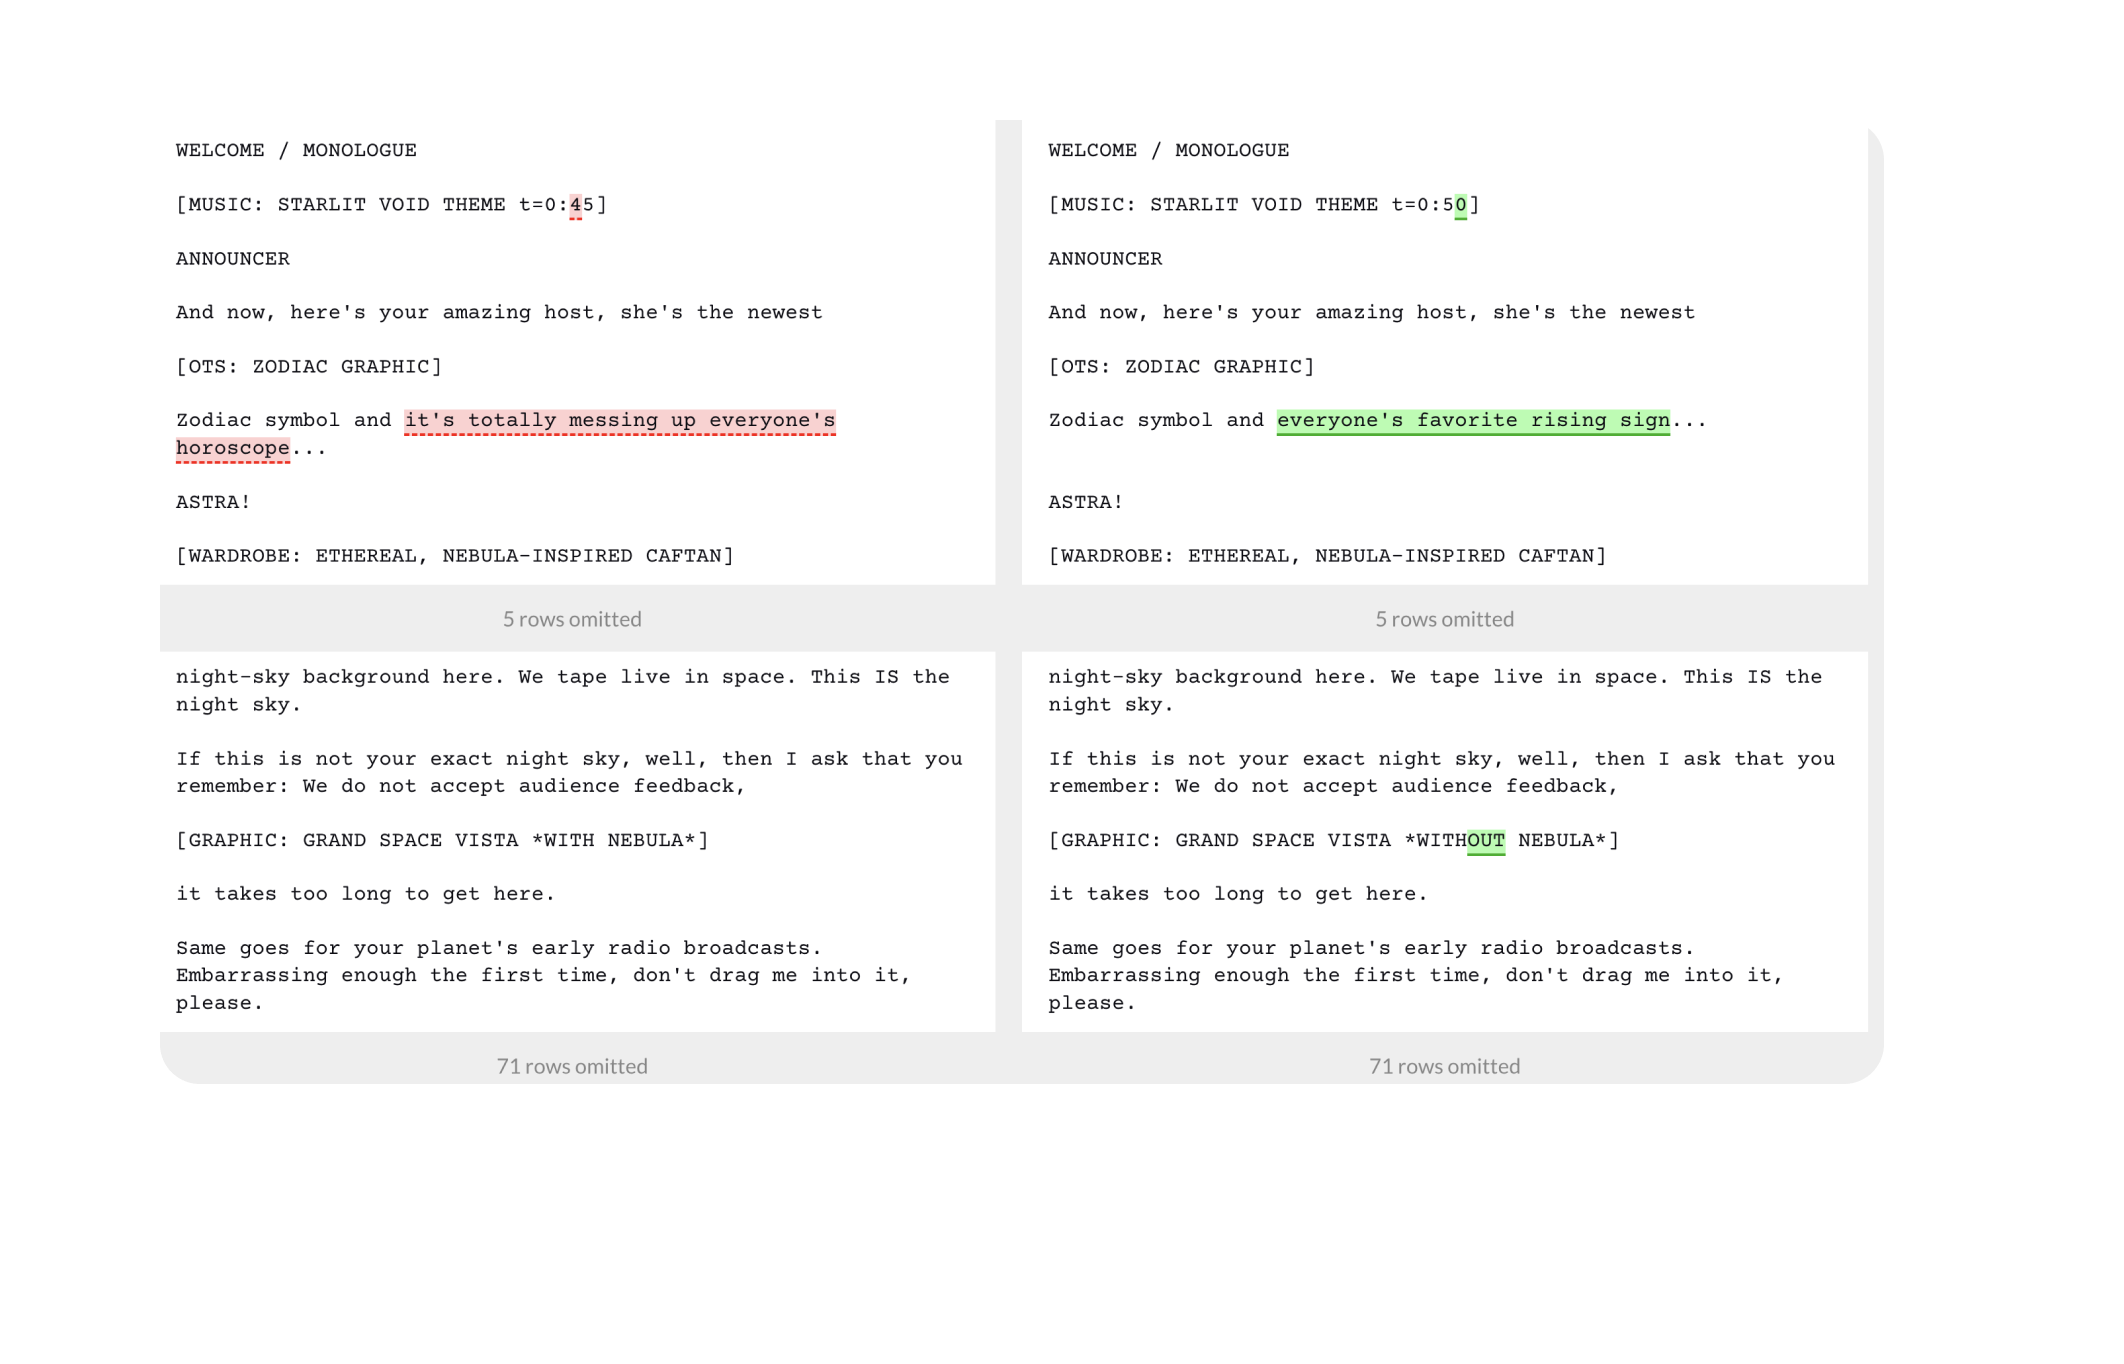 WELCOME / MONOLOGUE
[MUSIC: STARLIT VOID THEME t=0:45]
ANNOUNCER
And now, here's your amazing host, she's the newest
[OTS: ZODIAC GRAPHIC]
Zodiac symbol and it's totally messing up everyone's
horoscope...
ASTRA!
[WARDROBE: ETHEREAL, NEBULA-INSPIRED CAFTAN]
5 rows omitted
night-sky background here. We tape live in space. This IS the
night sky.
If this is not your exact night sky, well, then I ask that you
remember: We do not accept audience feedback,
[GRAPHIC: GRAND SPACE VISTA *WITH NEBULA*]
it takes too long to get here.
Same goes for your planet's early radio broadcasts.
Embarrassing enough the first time, don't drag me into it,
please.
71 rows omitted
WELCOME / MONOLOGUE
[MUSIC: STARLIT VOID THEME t=0:50]
ANNOUNCER
And now, here's your amazing host, she's the newest
[OTS: ZODIAC GRAPHIC]
Zodiac symbol and everyone's favorite rising sign...
ASTRA!
[WARDROBE: ETHEREAL, NEBULA-INSPIRED CAFTAN]
5 rows omitted
night-sky background here. We tape live in space. This IS the
night sky.
If this is not your exact night sky, well, then I ask that you
remember: We do not accept audience feedback,
[GRAPHIC: GRAND SPACE VISTA *WITHOUT NEBULA*]
it takes too long to get here.
Same goes for your planet's early radio broadcasts.
Embarrassing enough the first time, don't drag me into it,
please.
71 rows omitted